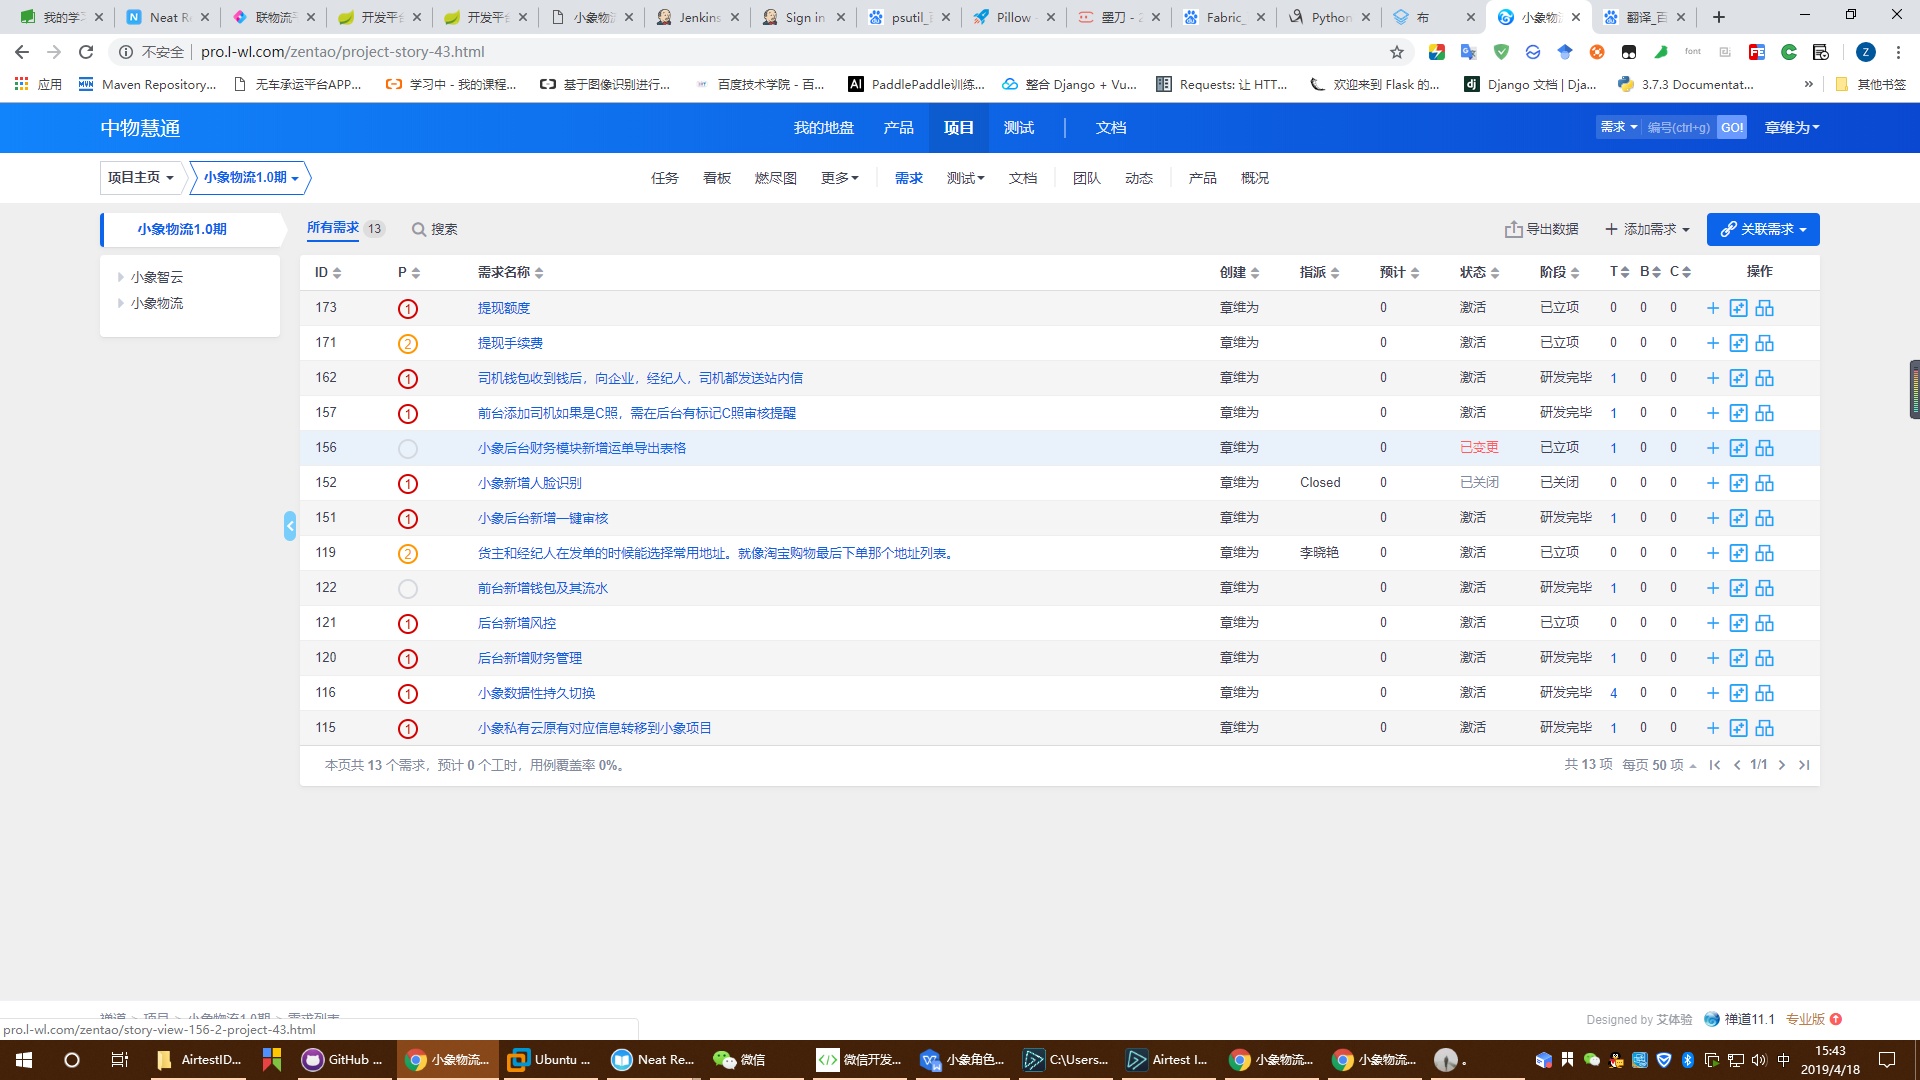 我的学
Neat R
联物流平
开发平台
开发平台
小象物流
Jenkins
Sign in
psutil_
Pillow
墨刀 - 2
Fabric_
Python
布
小象物流
翻译_百
不安全
pro.l-wl.com/zentao/project-story-43.html
应用
Maven Repository...
无车承运平台APP...
学习中 - 我的课程...
基于图像识别进行...
百度技术学院 - 百...
PaddlePaddle训练...
整合 Django + Vu...
Requests: 让 HTT...
欢迎来到 Flask 的...
Django 文档 | Dja...
3.7.3 Documentat...
»
其他书签
中物慧通
我的地盘 产品 项目 测试 文档
需求 编号(ctrl+g) GO! 章维为
项目主页 小象物流1.0期
任务 看板 燃尽图 更多 需求 测试 文档 团队 动态 产品 概况
小象物流1.0期
小象智云
小象物流
所有需求 13 搜索
导出数据 添加需求 关联需求
ID P 需求名称 创建 指派 预计 状态 阶段 T B C 操作
173 1 提现额度 章维为 0 激活 已立项 0 0 0
171 2 提现手续费 章维为 0 激活 已立项 0 0 0
162 1 司机钱包收到钱后，向企业，经纪人，司机都发送站内信 章维为 0 激活 研发完毕 1 0 0
157 1 前台添加司机如果是C照，需在后台有标记C照审核提醒 章维为 0 激活 研发完毕 1 0 0
156 小象后台财务模块新增运单导出表格 章维为 0 已变更 已立项 1 0 0
152 1 小象新增人脸识别 章维为 Closed 0 已关闭 已关闭 0 0 0
151 1 小象后台新增一键审核 章维为 0 激活 研发完毕 1 0 0
119 2 货主和经纪人在发单的时候能选择常用地址。就像淘宝购物最后下单那个地址列表。 章维为 李晓艳 0 激活 已立项 0 0 0
122 前台新增钱包及其流水 章维为 0 激活 研发完毕 1 0 0
121 1 后台新增风控 章维为 0 激活 已立项 0 0 0
120 1 后台新增财务管理 章维为 0 激活 研发完毕 1 0 0
116 1 小象数据性持久切换 章维为 0 激活 研发完毕 4 0 0
115 1 小象私有云原有对应信息转移到小象项目 章维为 0 激活 研发完毕 1 0 0
本页共 13 个需求，预计 0 个工时，用例覆盖率 0%。
共 13 项 每页 50 项 1/1
禅道 > 项目 > 小象物流1.0期 > 需求列表
Designed by 艾体验 禅道11.1 专业版
pro.l-wl.com/zentao/story-view-156-2-project-43.html
AirtestID...
GitHub ...
小象物流...
Ubuntu ...
Neat Re...
微信
微信开发...
小象角色...
C:\Users...
Airtest I...
小象物流...
小象物流...
中
15:43
2019/4/18